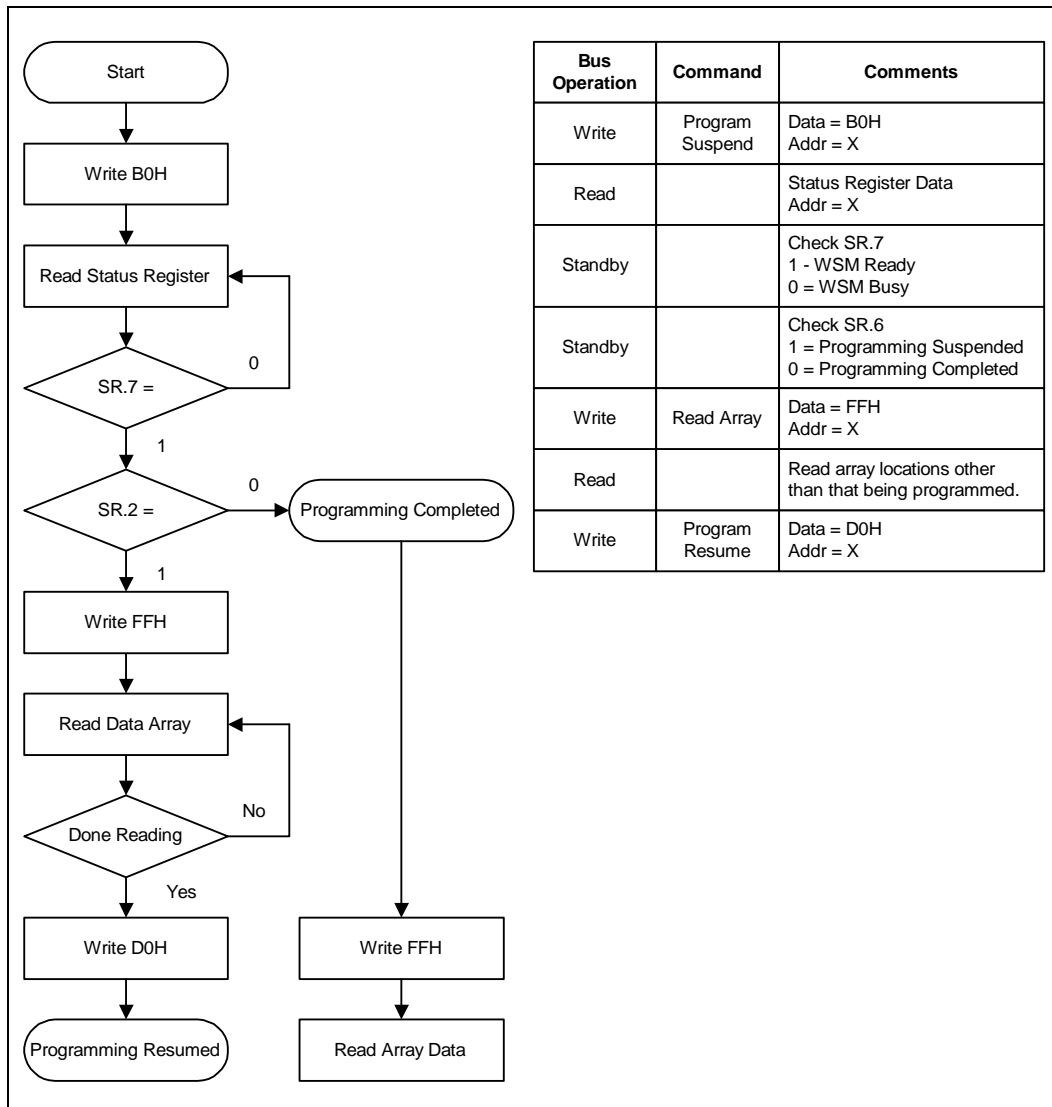 Start
Write B0H
Read Status Register
0
SR.7 =
1
0
SR.2 =
Programming Completed
1
Write FFH
Read Data Array
No
Done Reading
Yes
Write D0H
Write FFH
Programming Resumed
Read Array Data
Bus
Operation
Command
Comments
Write
Program
Suspend
Data = B0H
Addr = X
Read
Status Register Data
Addr = X
Standby
Check SR.7
1 - WSM Ready
0 = WSM Busy
Standby
Check SR.6
1 = Programming Suspended
0 = Programming Completed
Write
Read Array
Data = FFH
Addr = X
Read
Read array locations other
than that being programmed.
Write
Program
Resume
Data = D0H
Addr = X